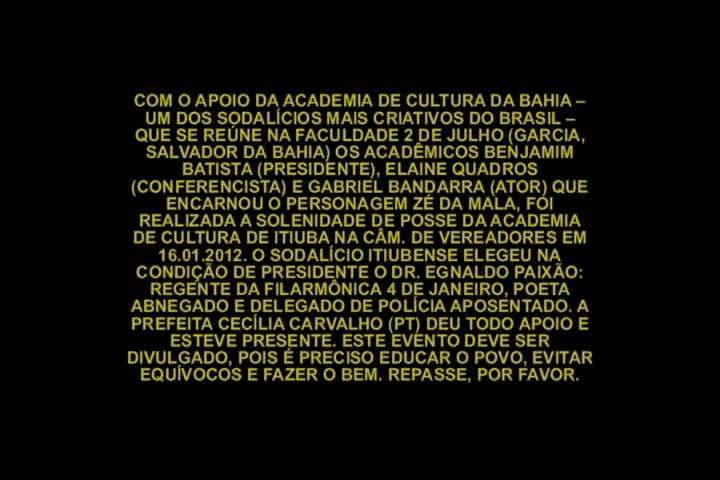 COM O APOIO DA ACADEMIA DE CULTURA DA BAHIA –
UM DOS SODALÍCIOS MAIS CRIATIVOS DO BRASIL –
QUE SE REÚNE NA FACULDADE 2 DE JULHO (GARCIA,
SALVADOR DA BAHIA) OS ACADÊMICOS BENJAMIM
BATISTA (PRESIDENTE), ELAINE QUADROS
(CONFERENCISTA) E GABRIEL BANDARRA (ATOR) QUE
ENCARNOU O PERSONAGEM ZÉ DA MALA, FOI
REALIZADA A SOLENIDADE DE POSSE DA ACADEMIA
DE CULTURA DE ITIUBA NA CÂM. DE VEREADORES EM
16.01.2012. O SODALÍCIO ITIUBENSE ELEGEU NA
CONDIÇÃO DE PRESIDENTE O DR. EGNALDO PAIXÃO:
REGENTE DA FILARMÔNICA 4 DE JANEIRO, POETA
ABNEGADO E DELEGADO DE POLÍCIA APOSENTADO. A
PREFEITA CECÍLIA CARVALHO (PT) DEU TODO APOIO E
ESTEVE PRESENTE. ESTE EVENTO DEVE SER
DIVULGADO, POIS É PRECISO EDUCAR O POVO, EVITAR
EQUÍVOCOS E FAZER O BEM. REPASSE, POR FAVOR.